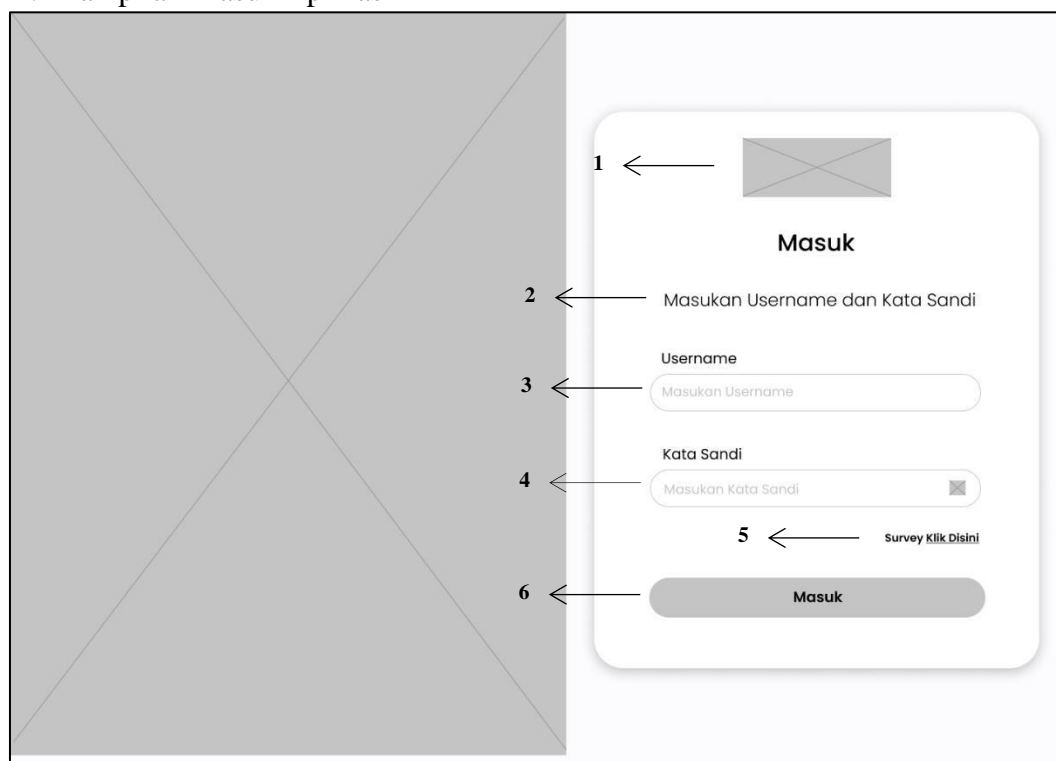 1
Masuk
2
Masukan Username dan Kata Sandi
Username
3
Masukan Username
Kata Sandi
4
Masukan Kata Sandi
5
Survey Klik Disini
6
Masuk